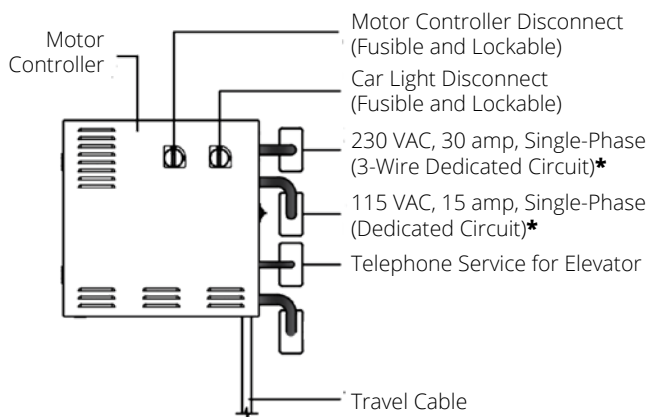 Motor
Controller
Motor Controller Disconnect
(Fusible and Lockable)
Car Light Disconnect
(Fusible and Lockable)
230 VAC, 30 amp, Single-Phase
(3-Wire Dedicated Circuit)*
115 VAC, 15 amp, Single-Phase
(Dedicated Circuit)*
Telephone Service for Elevator
Travel Cable